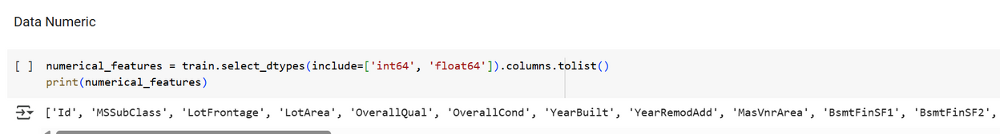 Data Numeric
[ ] numerical_features = train.select_dtypes(include=['int64', 'float64']).columns.tolist()
print(numerical_features)
['Id', 'MSSubClass', 'LotFrontage', 'LotArea', 'OverallQual', 'OverallCond', 'YearBuilt', 'YearRemodAdd', 'MasVnrArea', 'BsmtFinSF1', 'BsmtFinSF2',